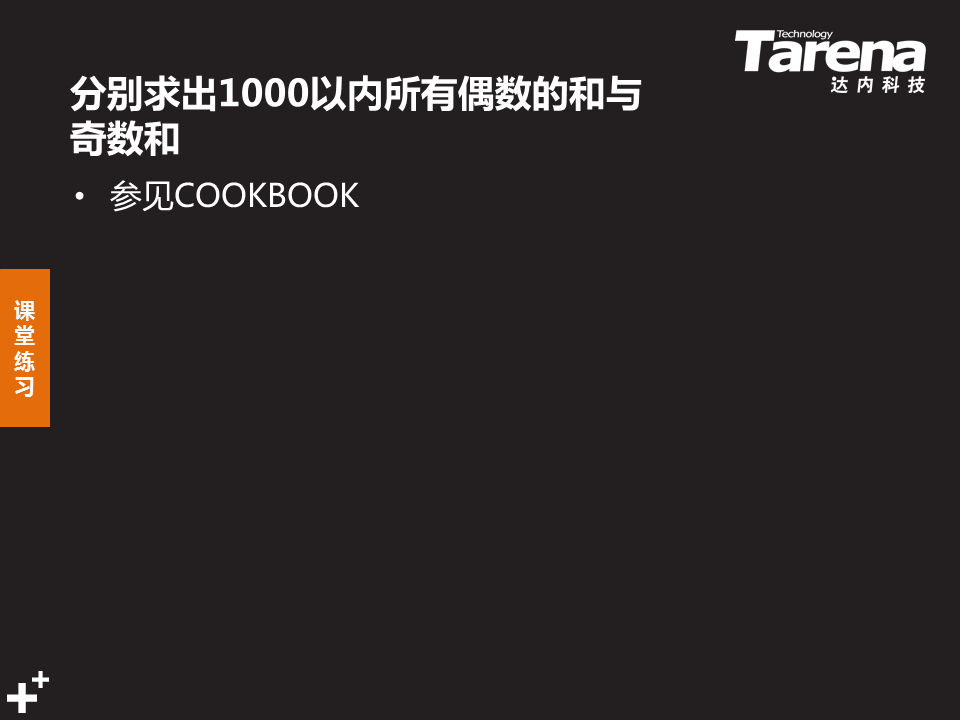 Technology
Tarena
达内科技
分别求出1000以内所有偶数的和与
奇数和
• 参见COOKBOOK
课
堂
练
习